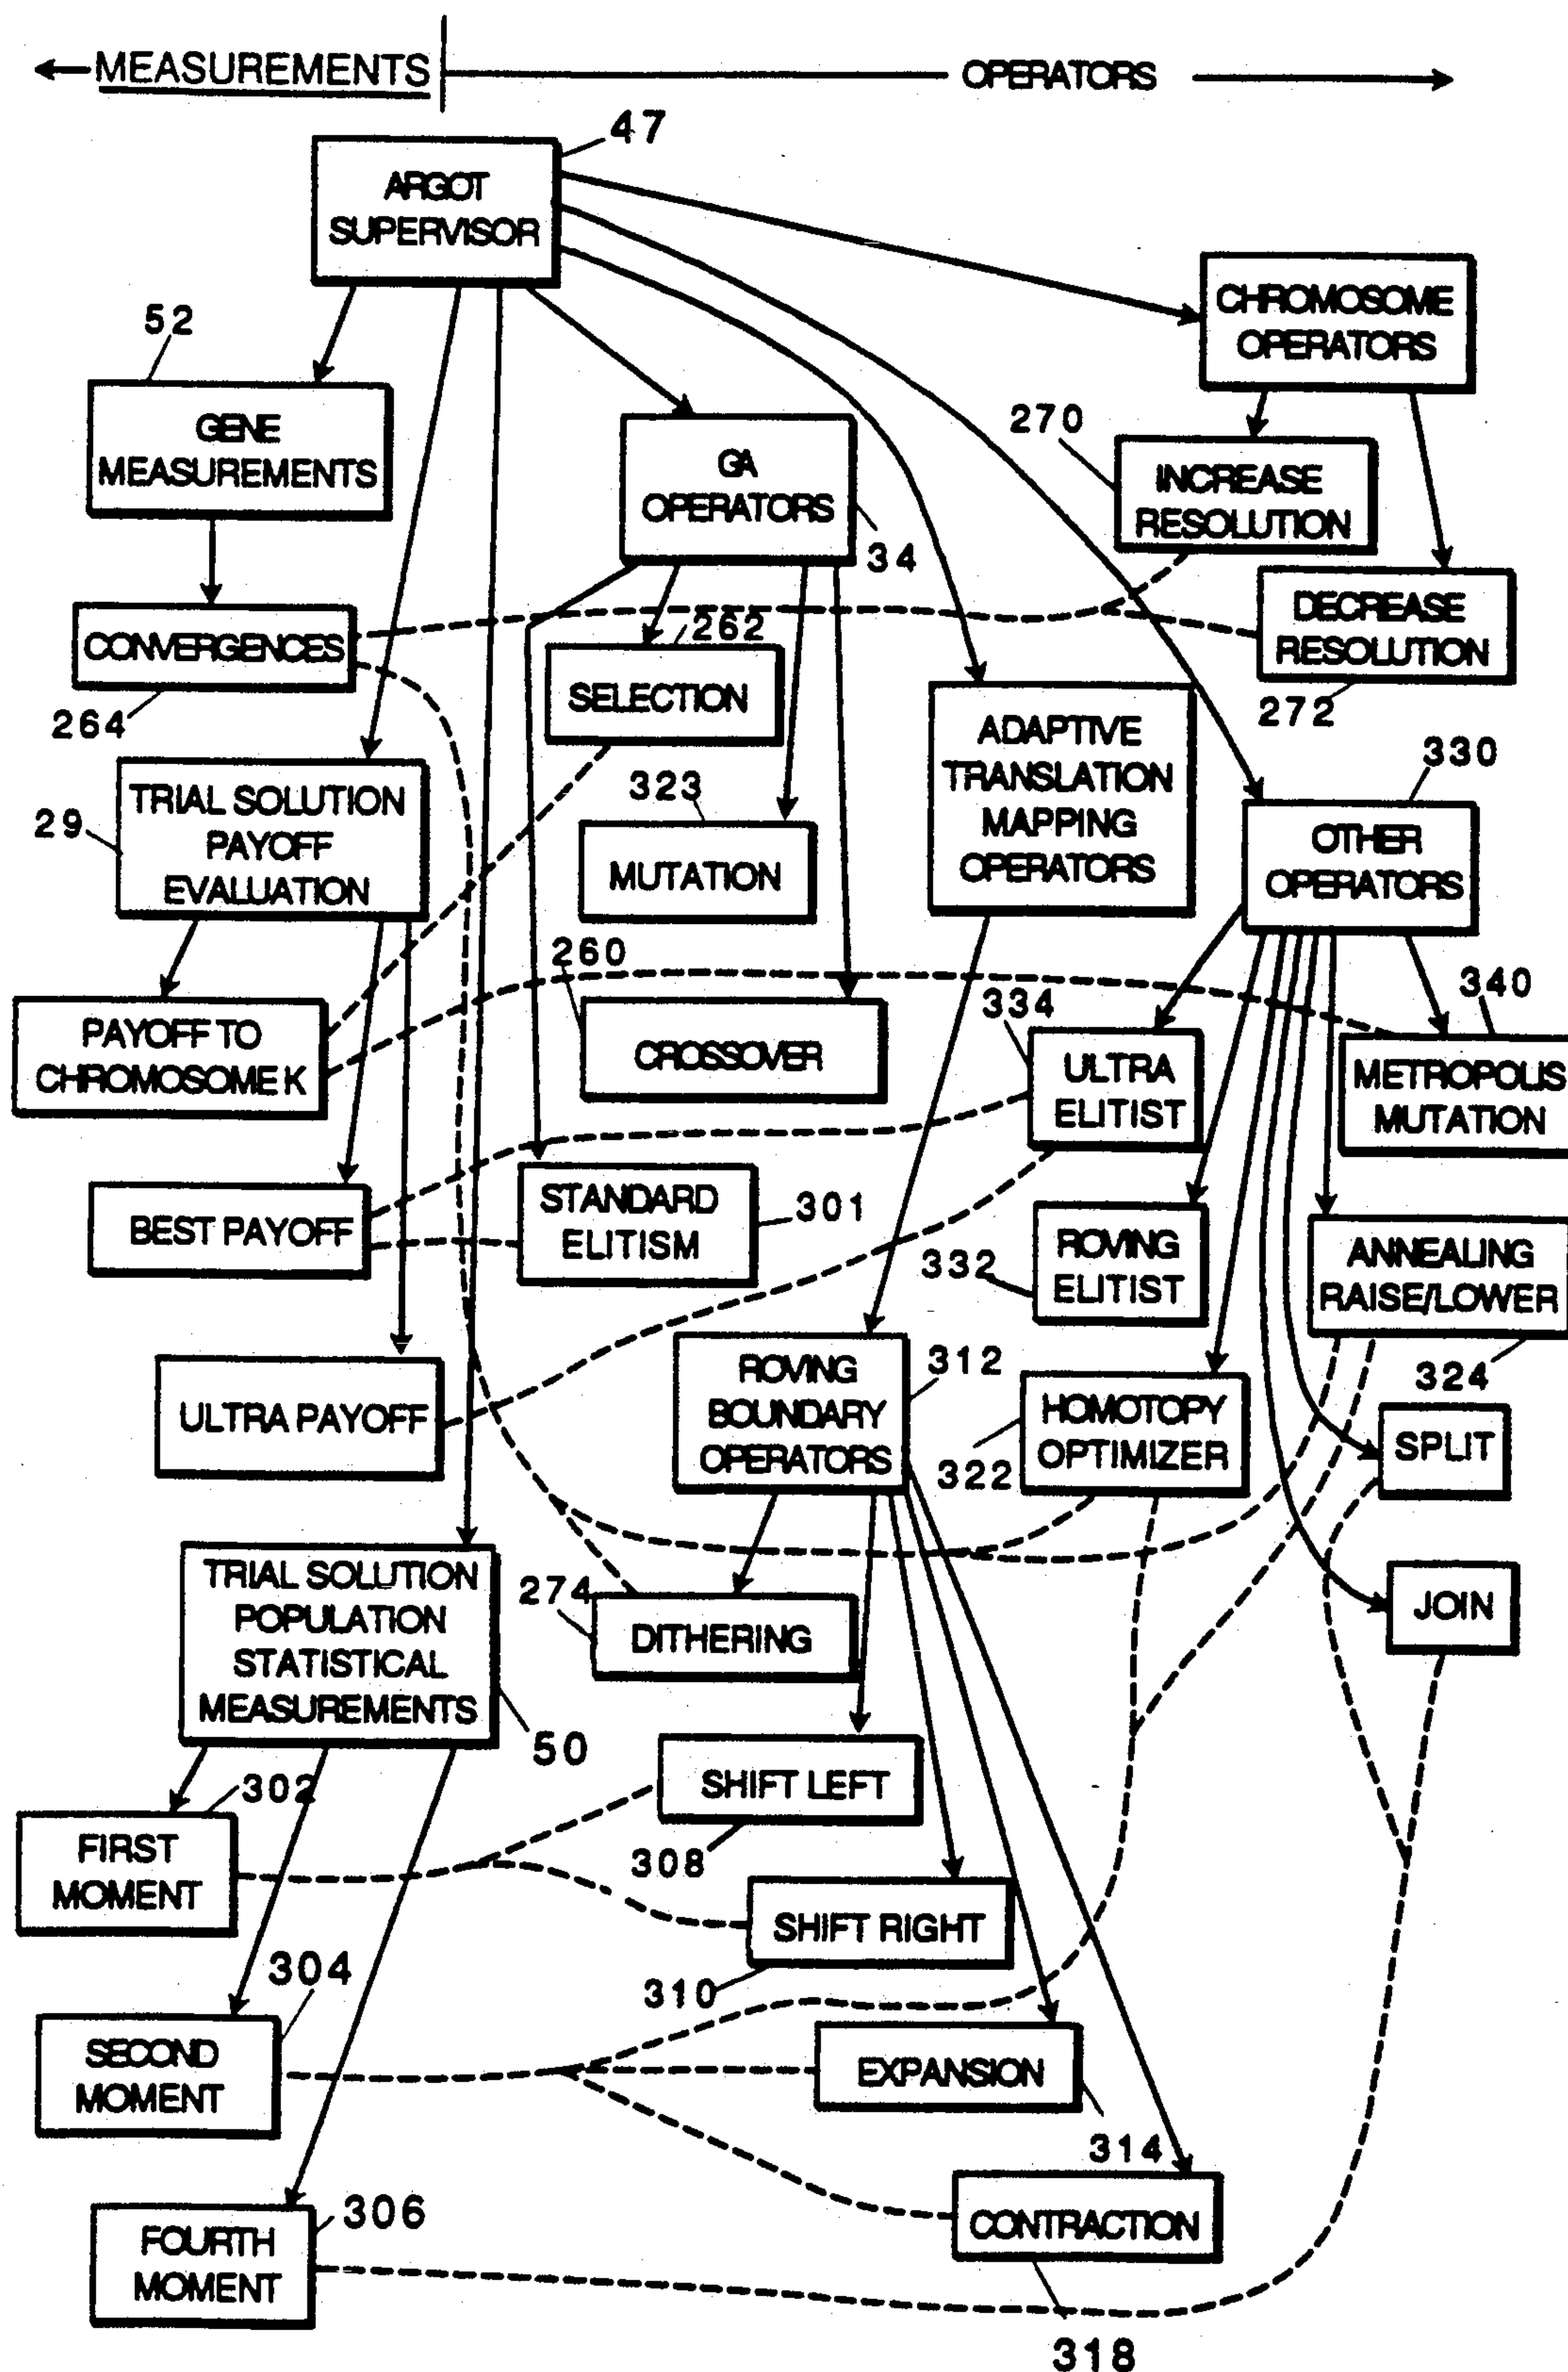 MEASUREMENTS
OPERATORS
47
ARGOT
SUPERVISOR
CHROMOSOME
OPERATORS
52
GENE
MEASUREMENTS
GA
OPERATORS
34
270
INCREASE
RESOLUTION
DECREASE
RESOLUTION
272
CONVERGENCES
264
262
SELECTION
ADAPTIVE
TRANSLATION
MAPPING
OPERATORS
330
OTHER
OPERATORS
29
TRIAL SOLUTION
PAYOFF
EVALUATION
323
MUTATION
260
CROSSOVER
334
ULTRA
ELITIST
340
METROPOLIS
MUTATION
PAYOFF TO
CHROMOSOME K
BEST PAYOFF
STANDARD
ELITISM
301
332
ROVING
ELITIST
ANNEALING
RAISE/LOWER
324
ULTRA PAYOFF
ROVING
BOUNDARY
OPERATORS
312
HOMOTOPY
OPTIMIZER
322
SPLIT
JOIN
TRIAL SOLUTION
POPULATION
STATISTICAL
MEASUREMENTS
50
274
DITHERING
302
FIRST
MOMENT
SHIFT LEFT
308
SHIFT RIGHT
310
304
SECOND
MOMENT
EXPANSION
314
CONTRACTION
318
306
FOURTH
MOMENT